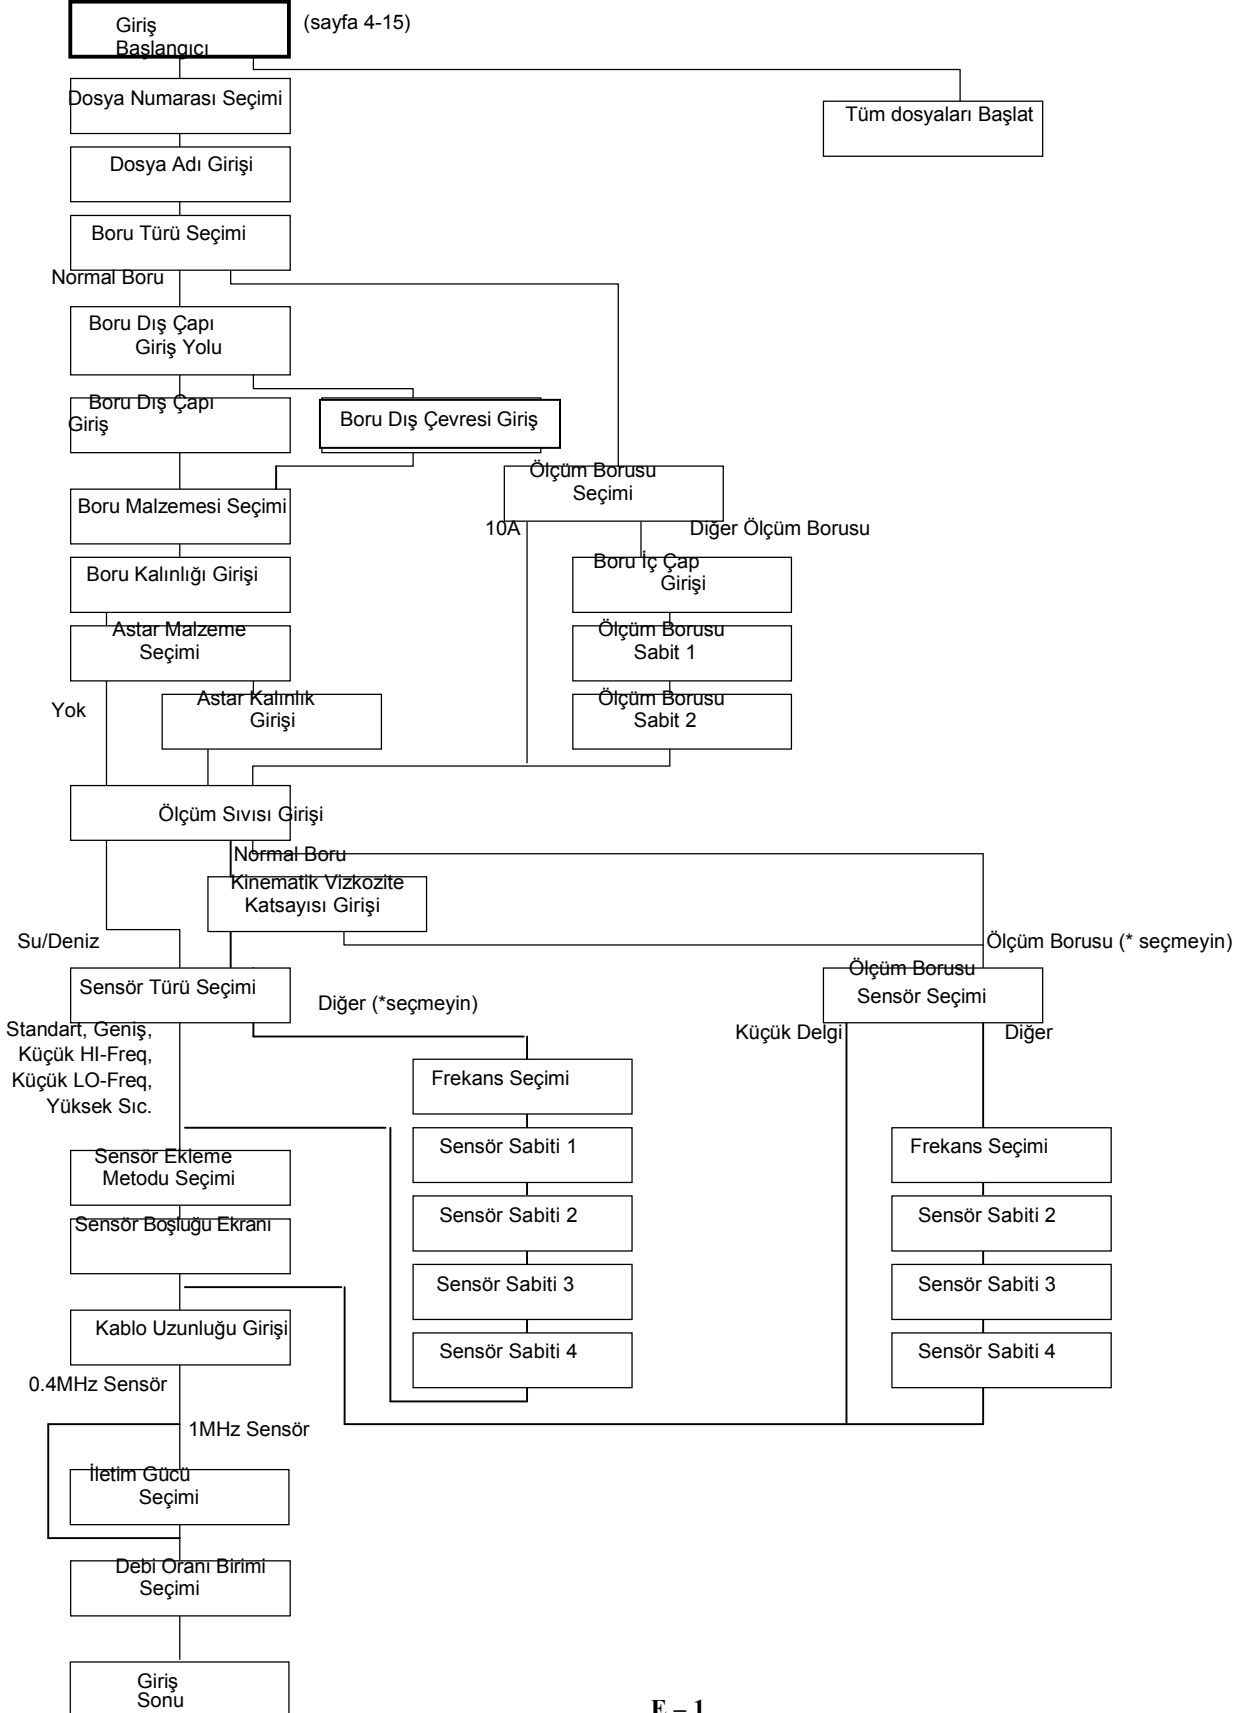 Giriş
Başlangıcı
(sayfa 4-15)
Dosya Numarası Seçimi
Tüm dosyaları Başlat
Dosya Adı Girişi
Boru Türü Seçimi
Normal Boru
Boru Dış Çapı
Giriş Yolu
Boru Dış Çapı
Giriş
Boru Dış Çevresi Giriş
Ölçüm Borusu
Seçimi
Boru Malzemesi Seçimi
10A
Diğer Ölçüm Borusu
Boru Kalınlığı Girişi
Boru İç Çap
Girişi
Astar Malzeme
Seçimi
Ölçüm Borusu
Sabit 1
Yok
Astar Kalınlık
Girişi
Ölçüm Borusu
Sabit 2
Ölçüm Sıvısı Girişi
Normal Boru
Kinematik Vizkozite
Katsayısı Girişi
Su/Deniz
Ölçüm Borusu (* seçmeyin)
Sensör Türü Seçimi
Diğer (*seçmeyin)
Ölçüm Borusu
Sensör Seçimi
Standart, Geniş,
Küçük HI-Freq,
Küçük LO-Freq,
Yüksek Sıc.
Küçük Delgi
Diğer
Frekans Seçimi
Sensör Sabiti 1
Frekans Seçimi
Sensör Ekleme
Metodu Seçimi
Sensör Boşluğu Ekranı
Sensör Sabiti 2
Sensör Sabiti 2
Sensör Sabiti 3
Sensör Sabiti 3
Kablo Uzunluğu Girişi
Sensör Sabiti 4
Sensör Sabiti 4
0.4MHz Sensör
1MHz Sensör
İletim Gücü
Seçimi
Debi Oranı Birimi
Seçimi
Giriş
Sonu
E – 1